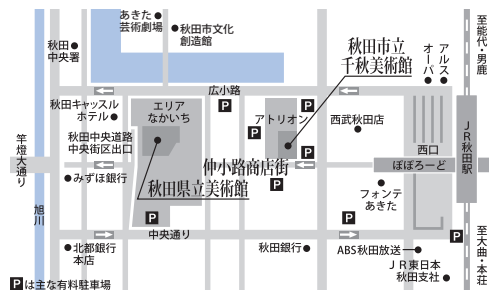 あきた
芸術劇場
秋田市文化
創造館
秋田
中央署
秋田市立
千秋美術館
アルス
オーパ
至能代・男鹿
広小路
秋田キャッスル
ホテル
エリア
なかいち
P
P
アトリオン
P
西武秋田店
竿燈大通り
秋田中央道路
中央街区出口
西口
ＪＲ秋田駅
P
ぽぽろーど
仲小路商店街
みずほ銀行
秋田県立美術館
P
フォンテ
あきた
旭川
P
P
中央通り
P
至大曲・本荘
北都銀行
本店
秋田銀行
ABS秋田放送
ＪＲ東日本
秋田支社
Pは主な有料駐車場